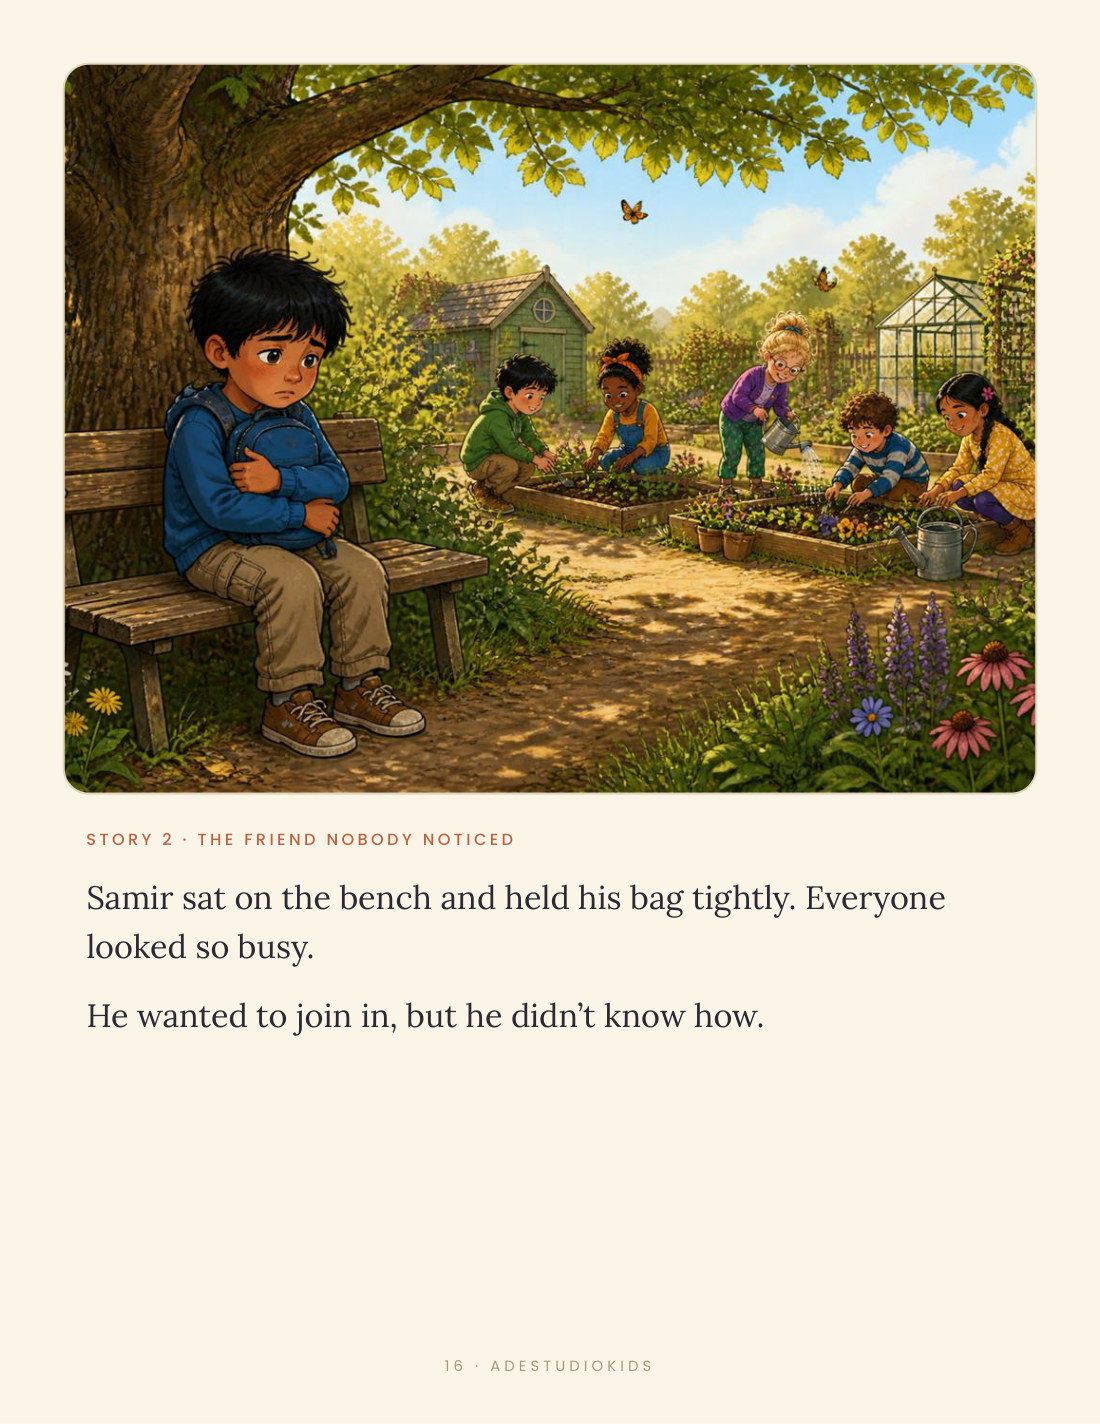 STORY 2 · THE FRIEND NOBODY NOTICED
Samir sat on the bench and held his bag tightly. Everyone
looked so busy.
He wanted to join in, but he didn’t know how.
16 · ADESTUDIOKIDS